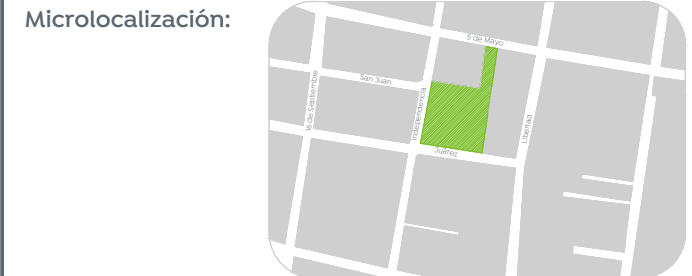 Microlocalización:
5 de Mayo
San Juan
16 de Septiembre
Independencia
Libertad
Juárez